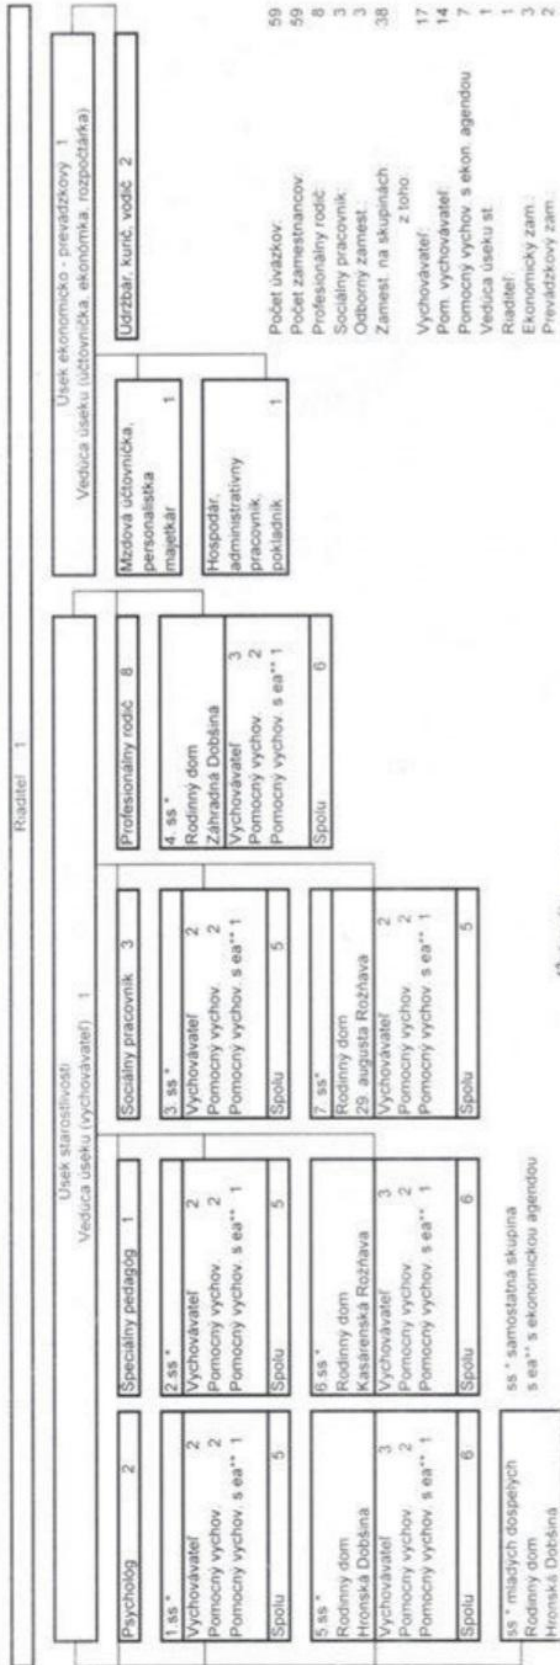 Riaditeľ 1
Úsek starostlivosti
Vedúca úseku (vychovávateľ) 1
Úsek ekonomicko - prevádzkový 1
Vedúca úseku (účtovníčka, ekonómka, rozpočtárka)
Psychológ 2
Špeciálny pedagóg 1
Sociálny pracovník 3
Profesionálny rodič 8
Mzdová účtovníčka,
personalistka
majetkár 1
Údržbár, kurič, vodič 2
Hospodár,
administratívny
pracovník,
pokladník 1
1. ss *
Vychovávateľ 2
Pomocný vychov. 2
Pomocný vychov. s ea** 1
Spolu 5
2 ss *
Vychovávateľ 2
Pomocný vychov. 2
Pomocný vychov. s ea** 1
Spolu 5
3. ss *
Vychovávateľ 2
Pomocný vychov. 2
Pomocný vychov. s ea** 1
Spolu 5
4. ss *
Rodinný dom
Záhradná Dobšiná
Vychovávateľ 3
Pomocný vychov. 2
Pomocný vychov. s ea** 1
Spolu 6
5 ss *
Rodinný dom
Hronská Dobšiná
Vychovávateľ 3
Pomocný vychov. 2
Pomocný vychov. s ea** 1
Spolu 6
6 ss *
Rodinný dom
Kasárenská Rožňava
Vychovávateľ 3
Pomocný vychov. 2
Pomocný vychov. s ea** 1
Spolu 6
7. ss*
Rodinný dom
29. augusta Rožňava
Vychovávateľ 2
Pomocný vychov. 2
Pomocný vychov. s ea** 1
Spolu 5
ss * mladých dospelých
Rodinný dom
Hronská Dobšiná
ss * samostatná skupina
s ea** s ekonomickou agendou
Počet úväzkov: 59
Počet zamestnancov: 59
Profesionálny rodič: 8
Sociálny pracovník: 3
Odborný zamest.: 3
Zamest. na skupinách: 38
z toho:
Vychovávateľ: 17
Pom. vychovávateľ: 14
Pomocný vychov. s ekon. agendou 7
Vedúca úseku st. 1
Riaditeľ: 1
Ekonomický zam.: 3
Prevádzkový zam.: 2